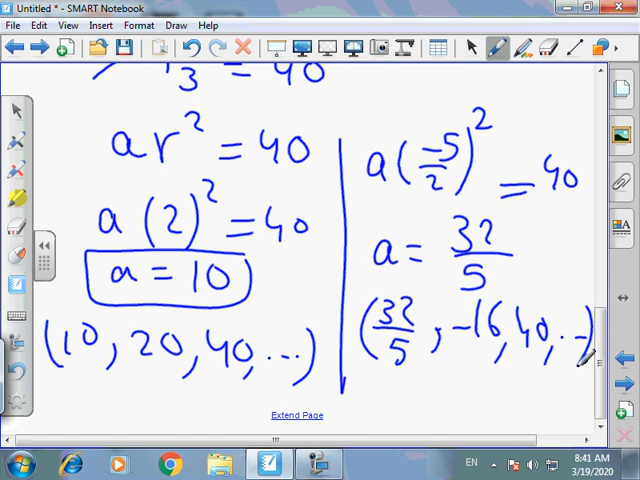 Untitled * - SMART Notebook
File Edit View Insert Format Draw Help
3 = 40
ar² = 40
a (2)² = 40
a = 10
(10, 20, 40, ...)
a(-5/2)² = 40
a = 32/5
(32/5, -16, 40, ...)
Extend Page
EN
8:41 AM
3/19/2020